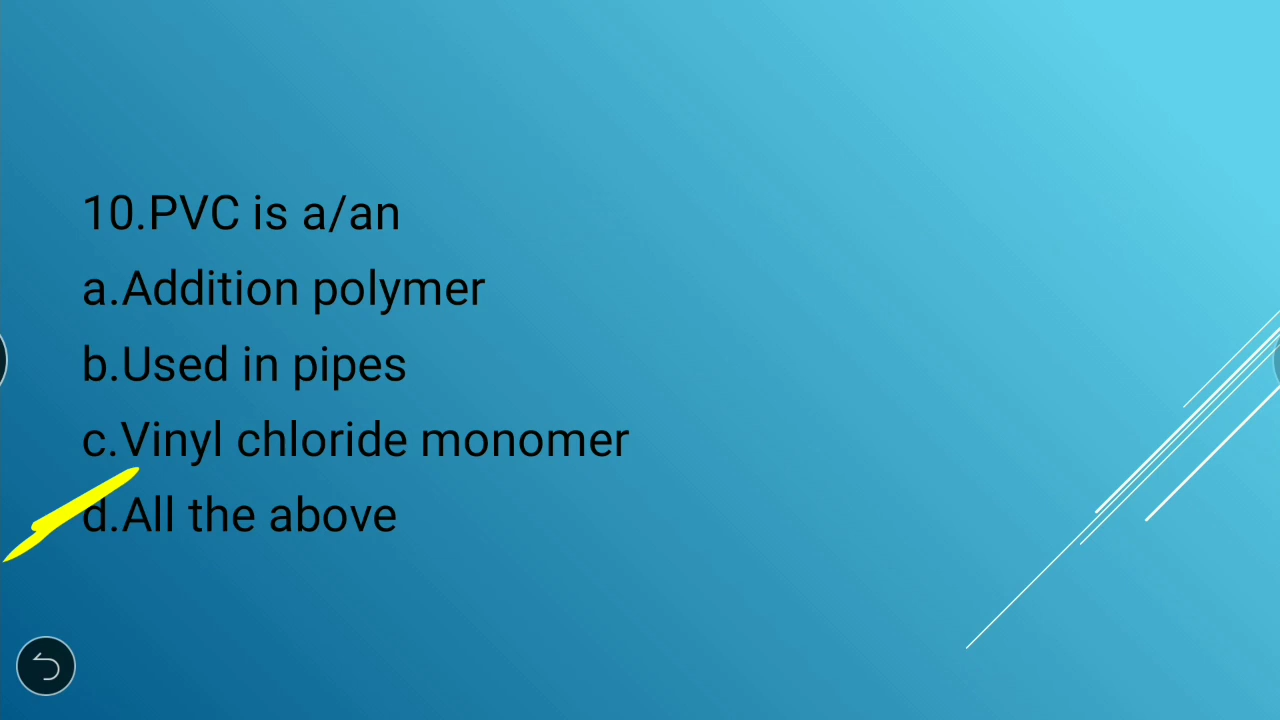 10.PVC is a/an
a.Addition polymer
b.Used in pipes
c.Vinyl chloride monomer
d.All the above